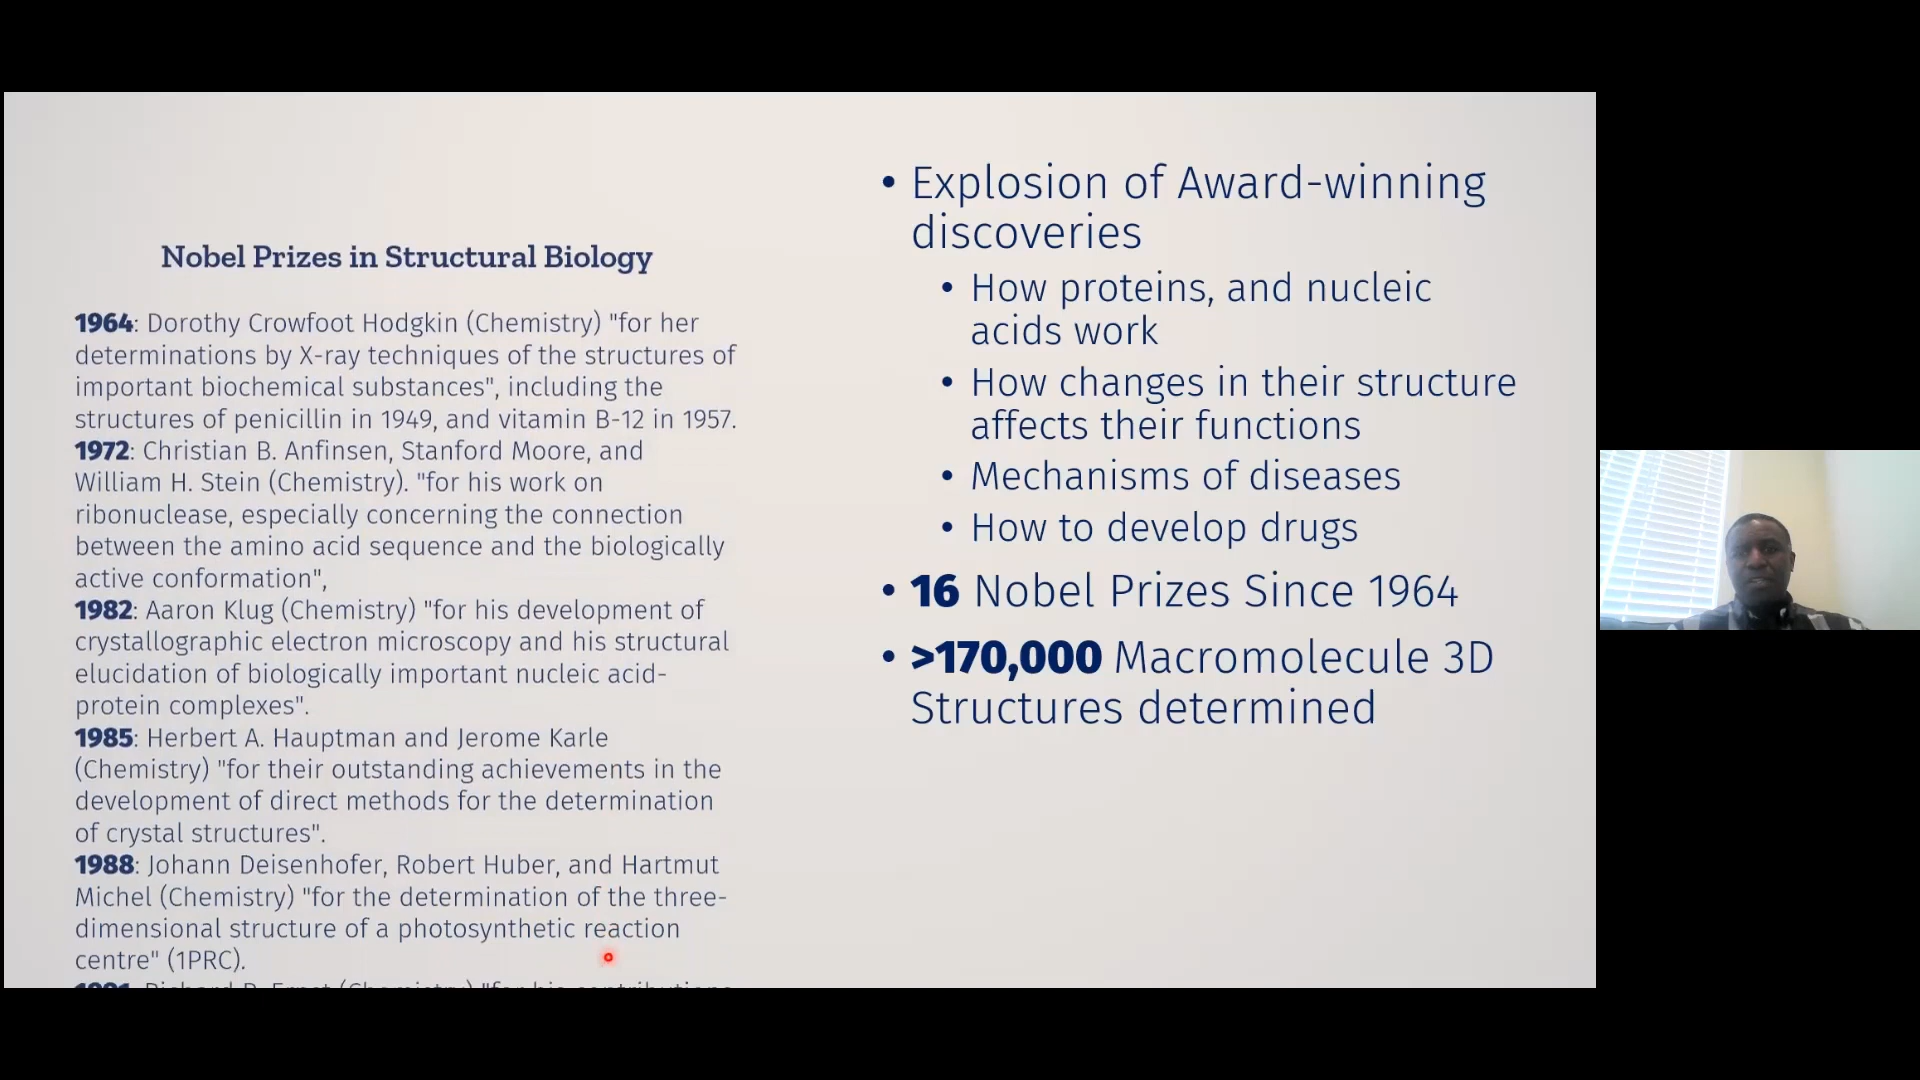 Nobel Prizes in Structural Biology
1964: Dorothy Crowfoot Hodgkin (Chemistry) "for her
determinations by X-ray techniques of the structures of
important biochemical substances", including the
structures of penicillin in 1949, and vitamin B-12 in 1957.
1972: Christian B. Anfinsen, Stanford Moore, and
William H. Stein (Chemistry). "for his work on
ribonuclease, especially concerning the connection
between the amino acid sequence and the biologically
active conformation",
1982: Aaron Klug (Chemistry) "for his development of
crystallographic electron microscopy and his structural
elucidation of biologically important nucleic acid-
protein complexes".
1985: Herbert A. Hauptman and Jerome Karle
(Chemistry) "for their outstanding achievements in the
development of direct methods for the determination
of crystal structures".
1988: Johann Deisenhofer, Robert Huber, and Hartmut
Michel (Chemistry) "for the determination of the three-
dimensional structure of a photosynthetic reaction
centre" (1PRC).
1991: Richard R. Ernst (Chemistry) "for his contributions
• Explosion of Award-winning
discoveries
• How proteins, and nucleic
acids work
• How changes in their structure
affects their functions
• Mechanisms of diseases
• How to develop drugs
• 16 Nobel Prizes Since 1964
• >170,000 Macromolecule 3D
Structures determined